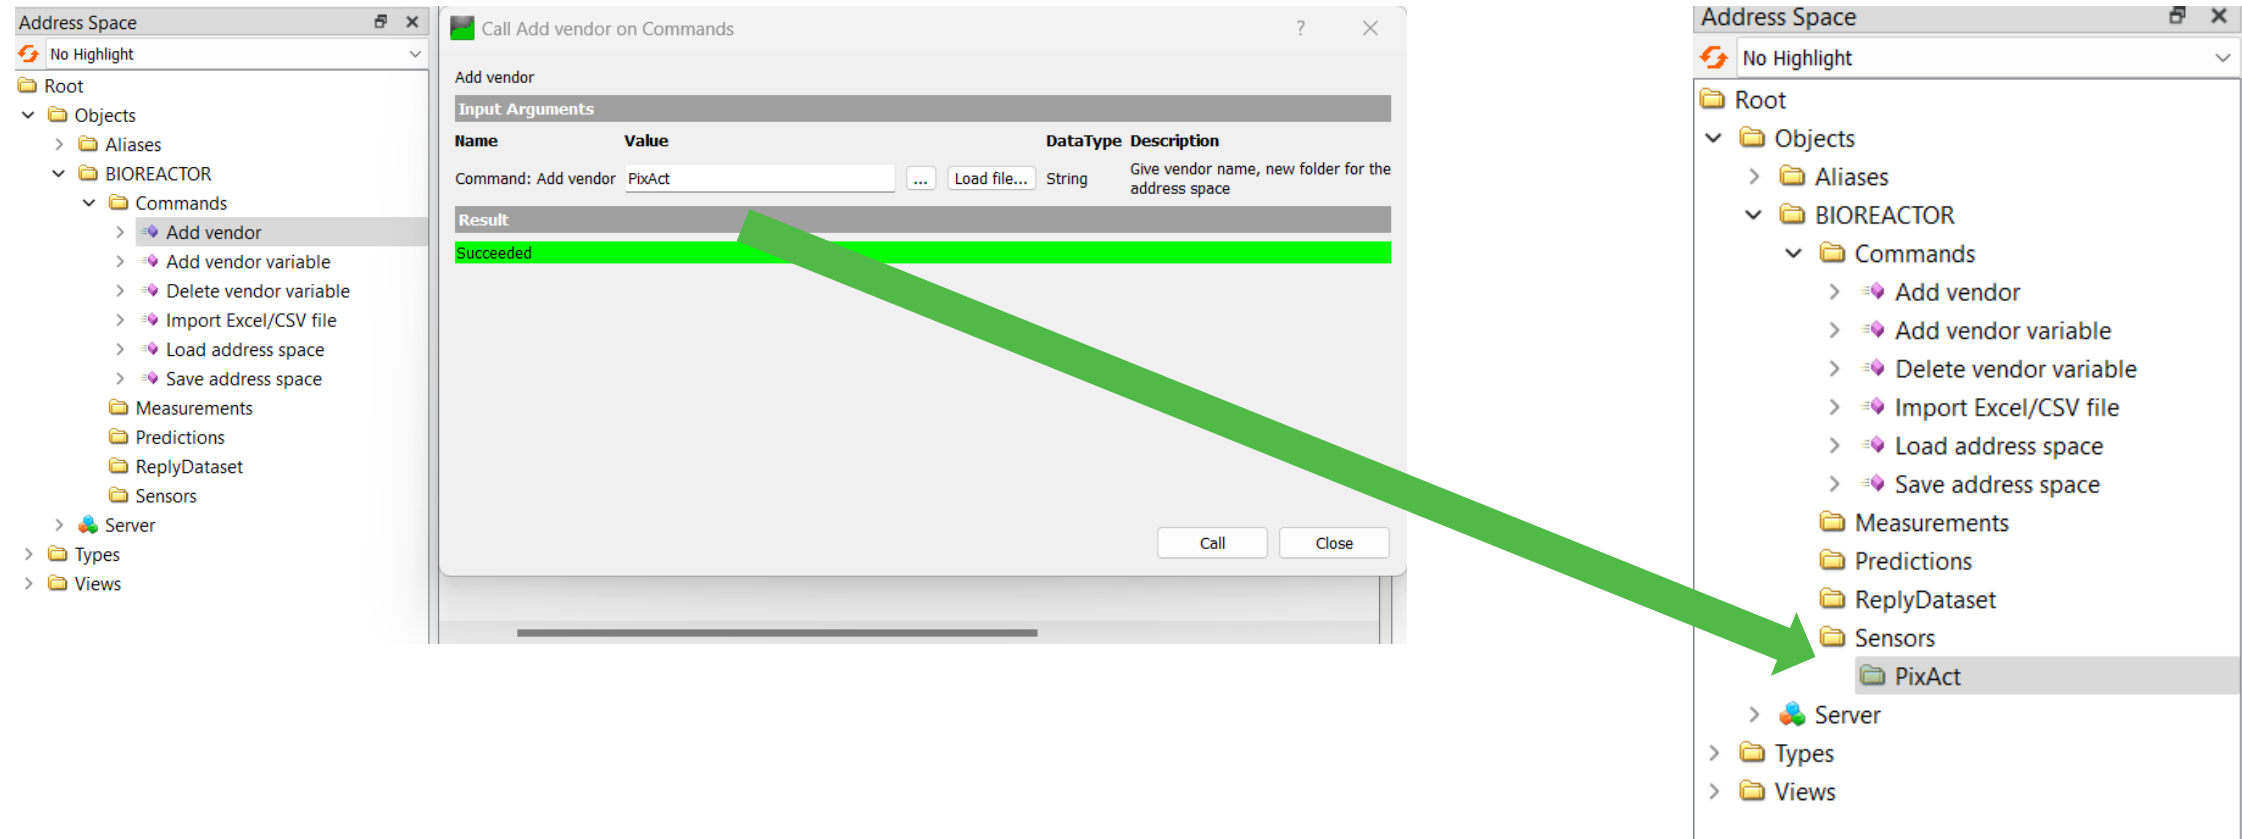 Address Space
No Highlight
Root
Objects
Aliases
BIOREACTOR
Commands
Add vendor
Add vendor variable
Delete vendor variable
Import Excel/CSV file
Load address space
Save address space
Measurements
Predictions
ReplyDataset
Sensors
Server
Types
Views
Call Add vendor on Commands
?
Add vendor
Input Arguments
Name Value DataType Description
Command: Add vendor PixAct ... Load file... String Give vendor name, new folder for the
address space
Result
Succeeded
Call Close
Address Space
No Highlight
Root
Objects
Aliases
BIOREACTOR
Commands
Add vendor
Add vendor variable
Delete vendor variable
Import Excel/CSV file
Load address space
Save address space
Measurements
Predictions
ReplyDataset
Sensors
PixAct
Server
Types
Views